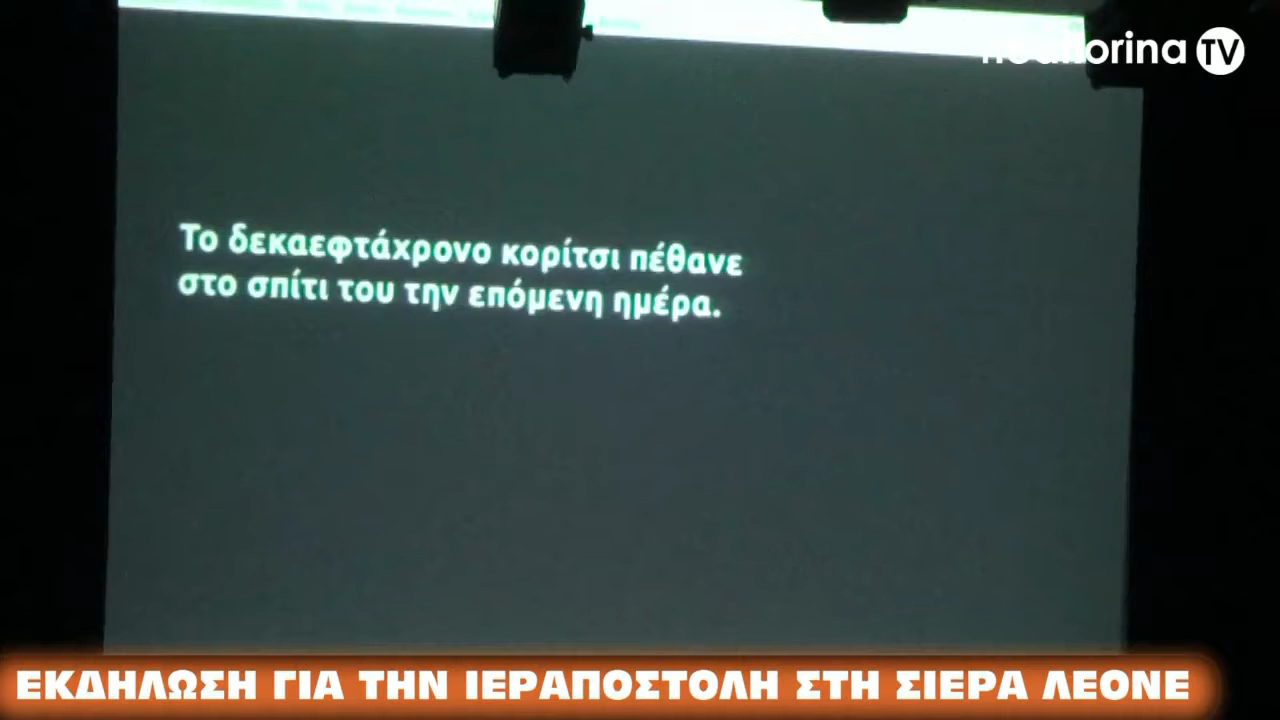 TV
Το δεκαεφτάχρονο κορίτσι πέθανε
στο σπίτι του την επόμενη ημέρα.
ΕΚΔΗΛΩΣΗ ΓΙΑ ΤΗΝ ΙΕΡΑΠΟΣΤΟΛΗ ΣΤΗ ΣΙΕΡΑ ΛΕΟΝΕ